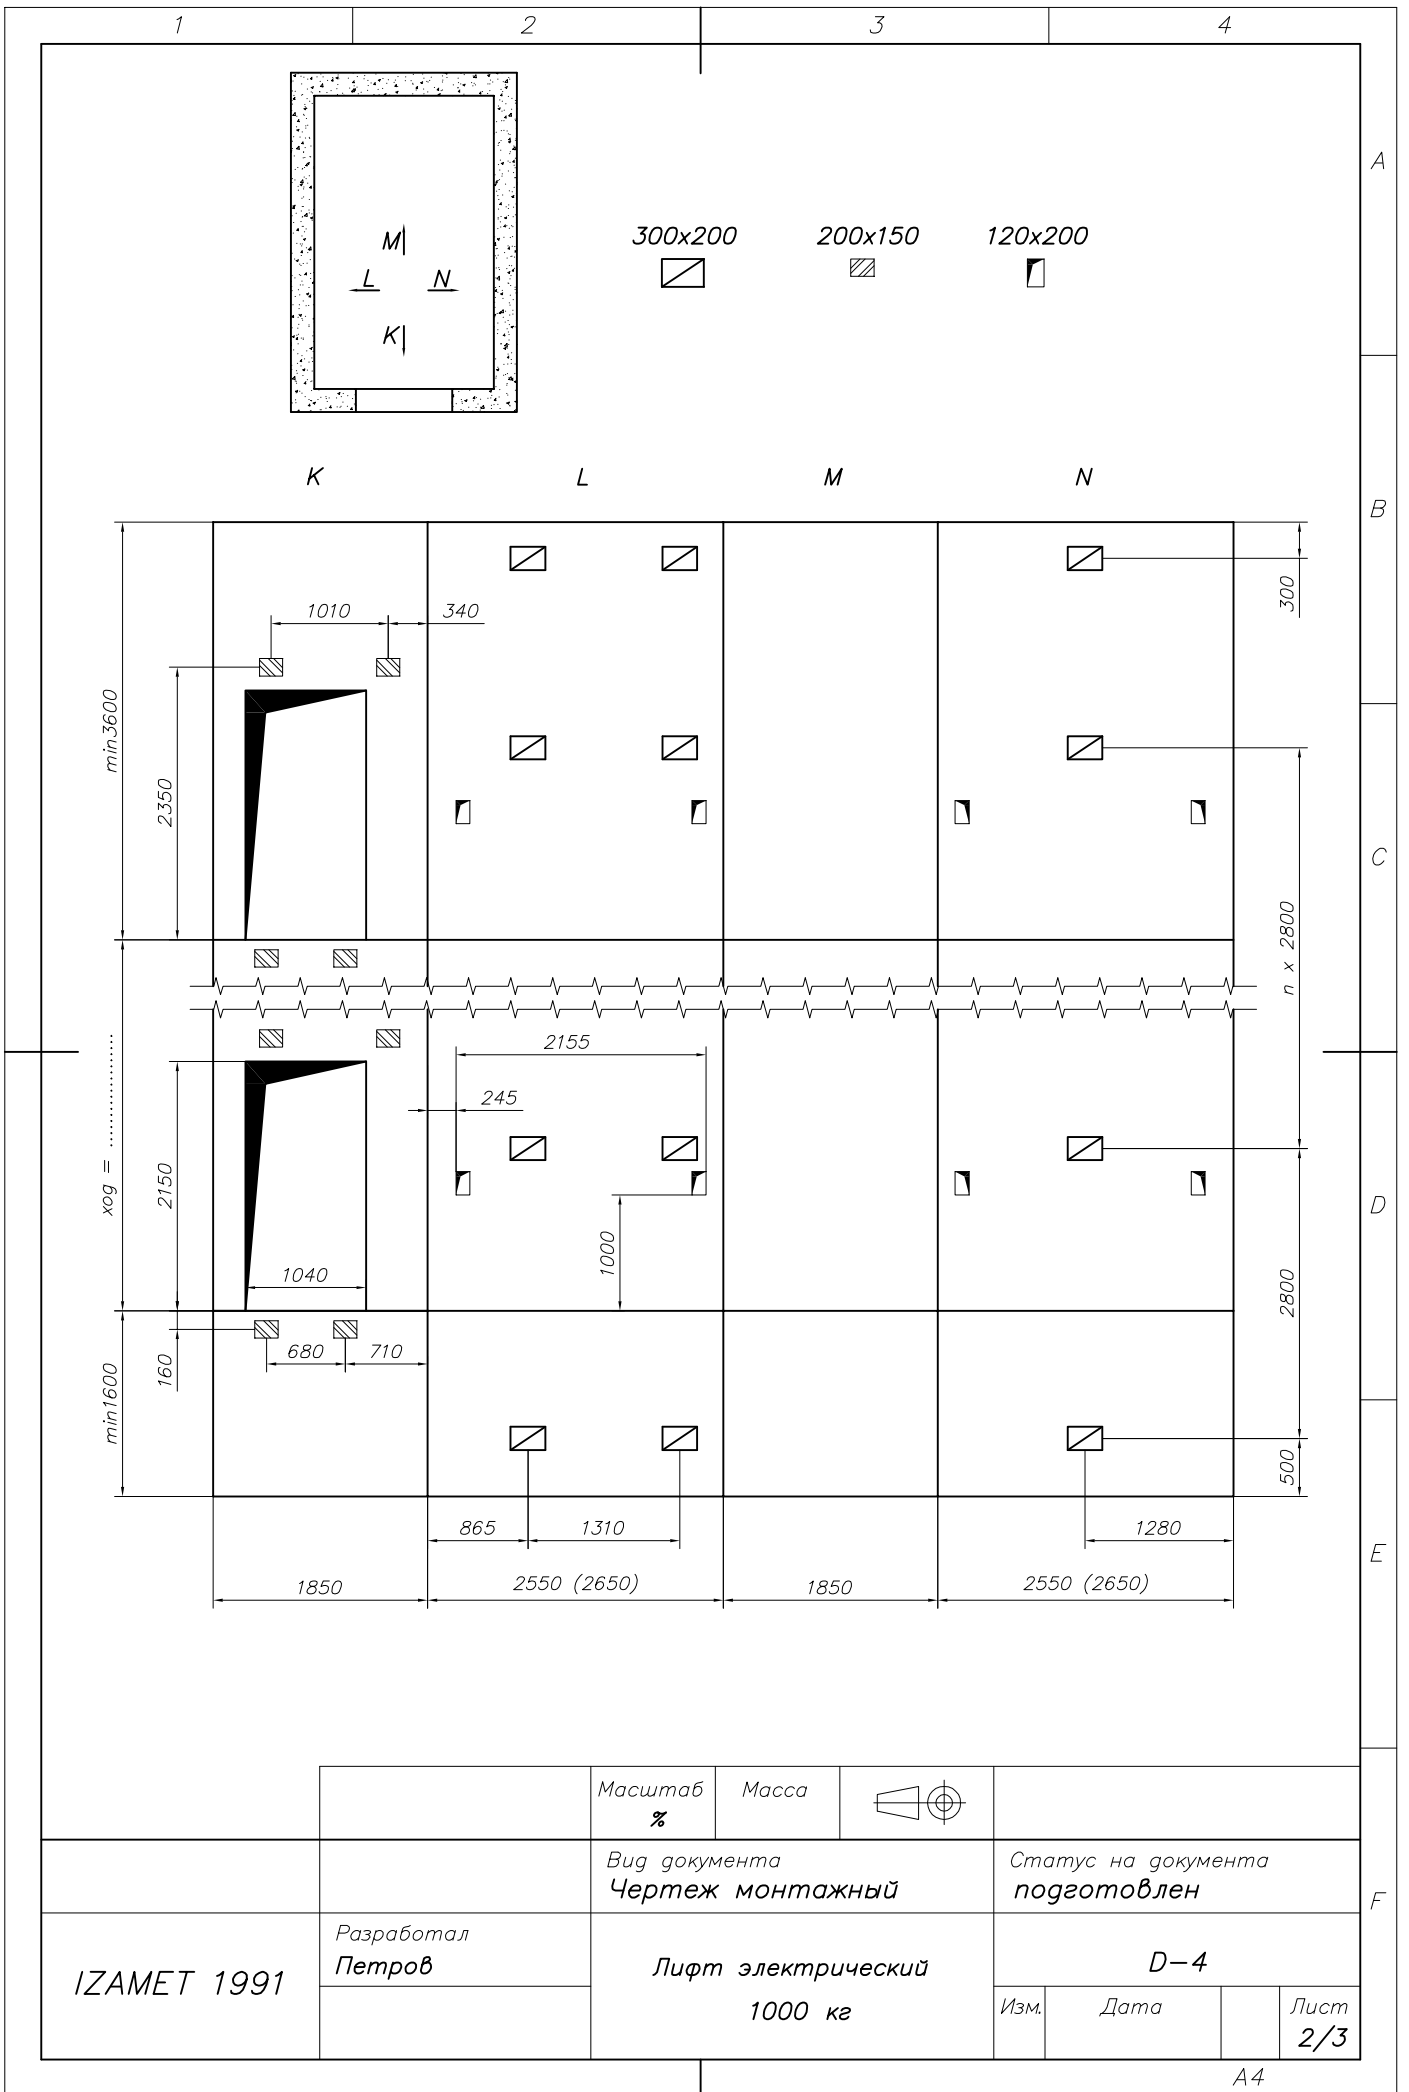 1 2 3 4
A
M
L N
K
300x200 200x150 120x200
K L M N
B
300
1010 340
min3600
2350
C
n x 2800
2155
245
ход = ..................
2150
1000
D
1040
2800
680 710
160
min1600
500
865 1310 1280
E
1850 2550 (2650) 1850 2550 (2650)
Масштаб Масса
%
Вид документа Статус на документа
Чертеж монтажный подготовлен
F
Разработал
Петров
IZAMET 1991
Лифт электрический
1000 кг
D-4
Изм. Дата Лист
2/3
A4